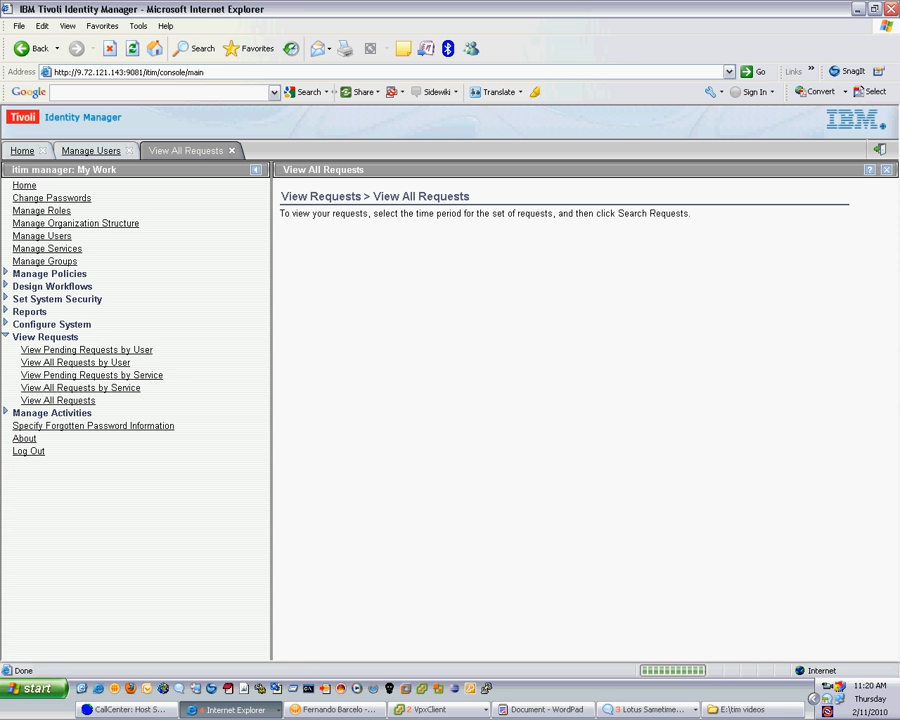 IBM Tivoli Identity Manager - Microsoft Internet Explorer
File Edit View Favorites Tools Help
Back Search Favorites
Address http://9.72.121.143:9081/itim/console/main Go Links » SnagIt
Google Search Share Sidewiki Translate Sign In Convert Select
Tivoli Identity Manager IBM.
Home Manage Users View All Requests
itim manager: My Work
View All Requests
Home
Change Passwords
Manage Roles
Manage Organization Structure
Manage Users
Manage Services
Manage Groups
Manage Policies
Design Workflows
Set System Security
Reports
Configure System
View Requests
View Pending Requests by User
View All Requests by User
View Pending Requests by Service
View All Requests by Service
View All Requests
Manage Activities
Specify Forgotten Password Information
About
Log Out
View Requests > View All Requests
To view your requests, select the time period for the set of requests, and then click Search Requests.
Done Internet
start 11:20 AM
Thursday
2/11/2010
CallCenter: Host S... 4 Internet Explorer Fernando Barcelo -... 2 VpxClient Document - WordPad 3 Lotus Sametime... E:\tim videos